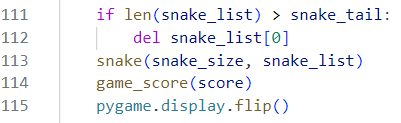 111 if len(snake_list) > snake_tail:
112 del snake_list[0]
113 snake(snake_size, snake_list)
114 game_score(score)
115 pygame.display.flip()